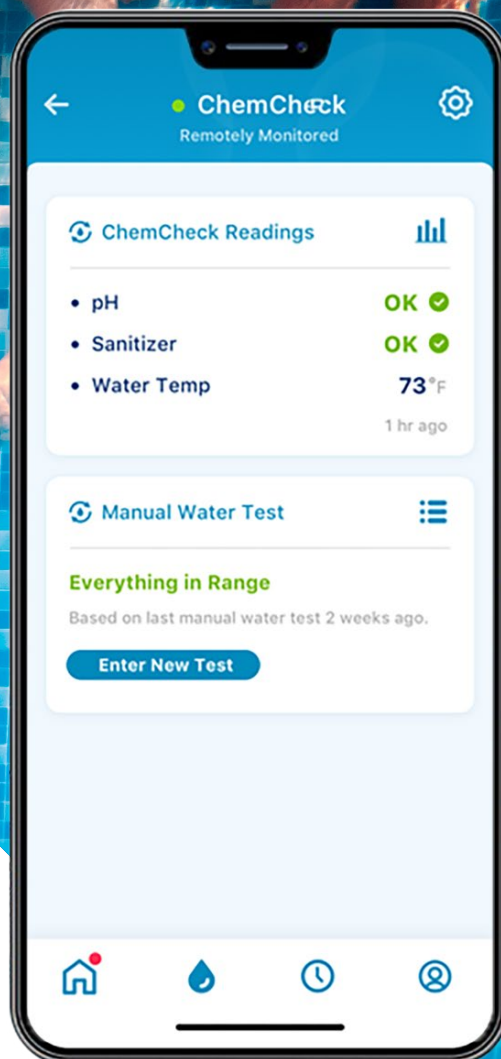 ChemCheck
Remotely Monitored
ChemCheck Readings
• pH OK
• Sanitizer OK
• Water Temp 73°F
1 hr ago
Manual Water Test
Everything in Range
Based on last manual water test 2 weeks ago.
Enter New Test